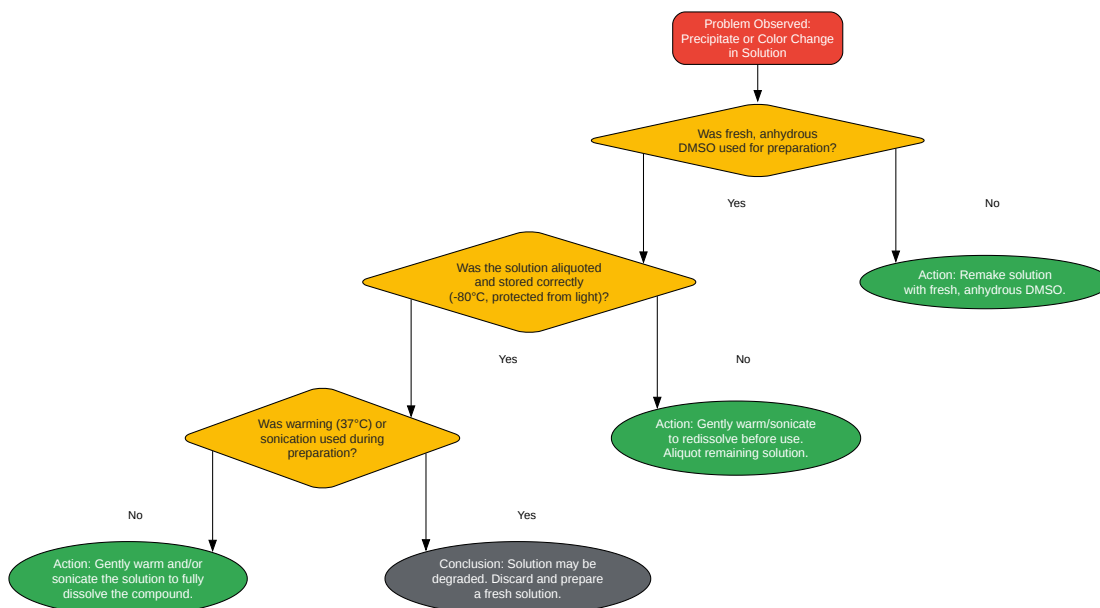 Problem Observed:
Precipitate or Color Change
in Solution
Was fresh, anhydrous
DMSO used for preparation?
Yes
No
Was the solution aliquoted
and stored correctly
(-80°C, protected from light)?
Action: Remake solution
with fresh, anhydrous DMSO.
Yes
No
Was warming (37°C) or
sonication used during
preparation?
Action: Gently warm/sonicate
to redissolve before use.
Aliquot remaining solution.
No
Yes
Action: Gently warm and/or
sonicate the solution to fully
dissolve the compound.
Conclusion: Solution may be
degraded. Discard and prepare
a fresh solution.